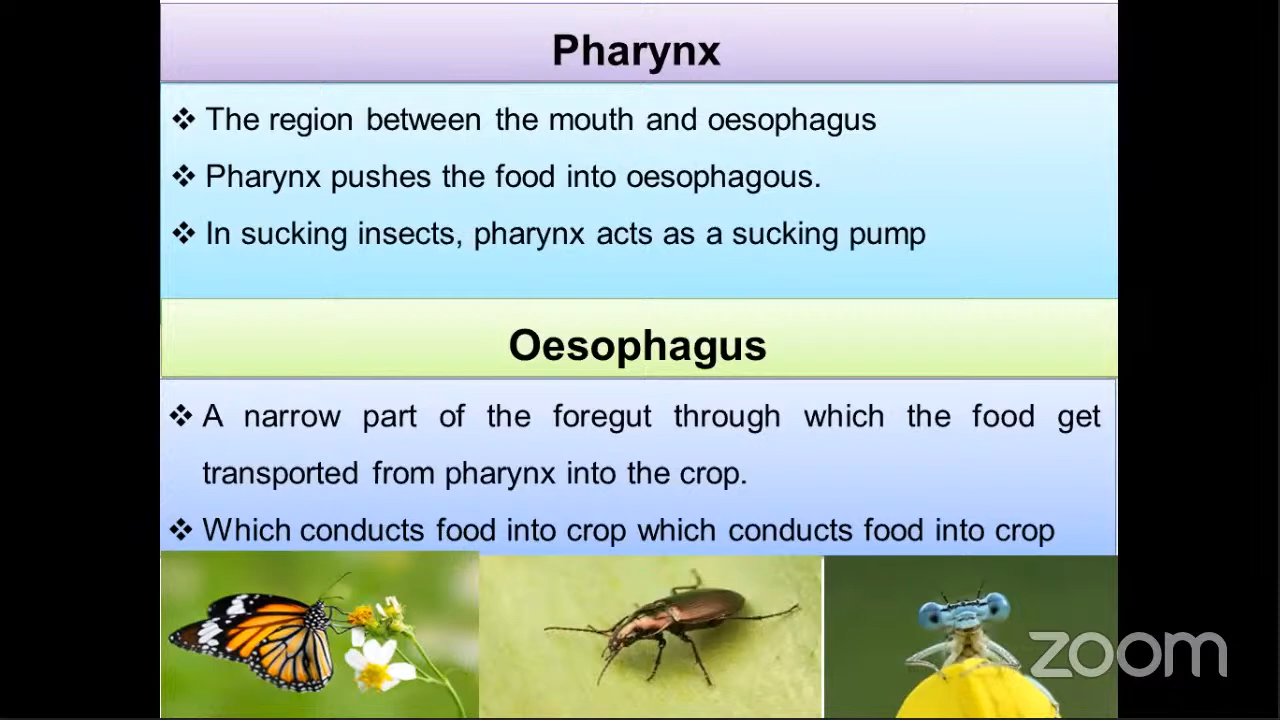 Pharynx
❖ The region between the mouth and oesophagus
❖ Pharynx pushes the food into oesophagous.
❖ In sucking insects, pharynx acts as a sucking pump
Oesophagus
❖ A narrow part of the foregut through which the food get
transported from pharynx into the crop.
❖ Which conducts food into crop which conducts food into crop
zoom